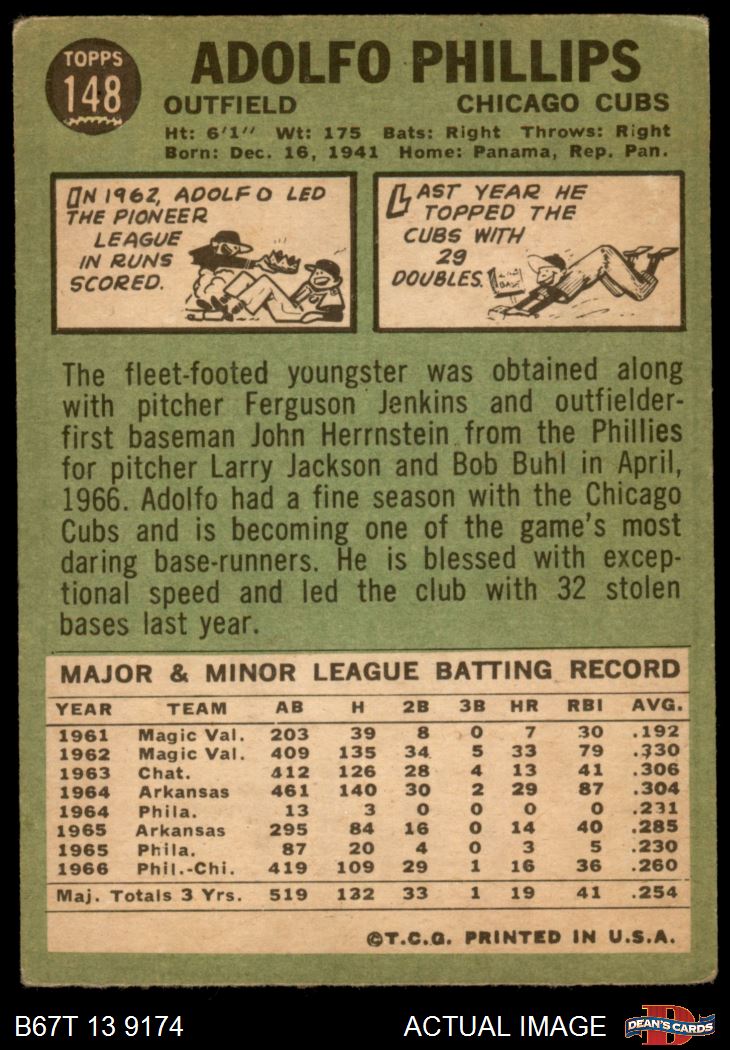 TOPPS
148
ADOLFO PHILLIPS
OUTFIELD CHICAGO CUBS
Ht: 6'1" Wt: 175 Bats: Right Throws: Right
Born: Dec. 16, 1941 Home: Panama, Rep. Pan.
IN 1962, ADOLFO LED
THE PIONEER
LEAGUE
IN RUNS
SCORED.
LAST YEAR HE
TOPPED THE
CUBS WITH
29
DOUBLES.
The fleet-footed youngster was obtained along
with pitcher Ferguson Jenkins and outfielder-
first baseman John Herrnstein from the Phillies
for pitcher Larry Jackson and Bob Buhl in April,
1966. Adolfo had a fine season with the Chicago
Cubs and is becoming one of the game's most
daring base-runners. He is blessed with excep-
tional speed and led the club with 32 stolen
bases last year.
MAJOR & MINOR LEAGUE BATTING RECORD
YEAR TEAM AB H 2B 3B HR RBI AVG.
1961 Magic Val. 203 39 8 0 7 30 .192
1962 Magic Val. 409 135 34 5 33 79 .330
1963 Chat. 412 126 28 4 13 41 .306
1964 Arkansas 461 140 30 2 29 87 .304
1964 Phila. 13 3 0 0 0 0 .231
1965 Arkansas 295 84 16 0 14 40 .285
1965 Phila. 87 20 4 0 3 5 .230
1966 Phil.-Chi. 419 109 29 1 16 36 .260
Maj. Totals 3 Yrs. 519 132 33 1 19 41 .254
©T.C.G. PRINTED IN U.S.A.
B67T 13 9174 ACTUAL IMAGE
D
DEAN'S CARDS